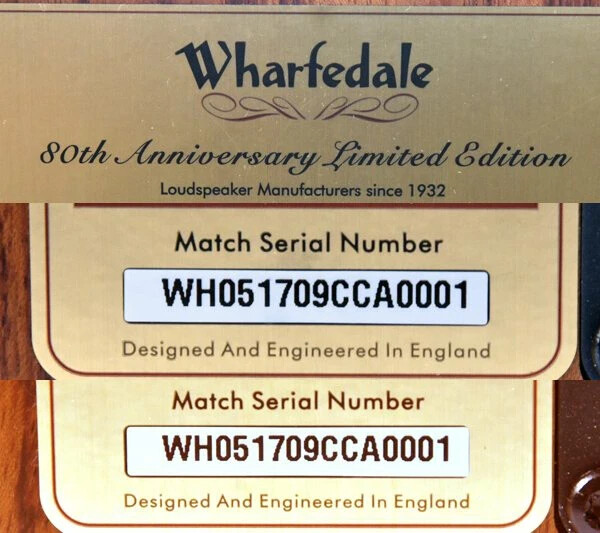 Wharfedale
80th Anniversary Limited Edition
Loudspeaker Manufacturers since 1932
Match Serial Number
WH051709CCA0001
Designed And Engineered In England
Match Serial Number
WH051709CCA0001
Designed And Engineered In England